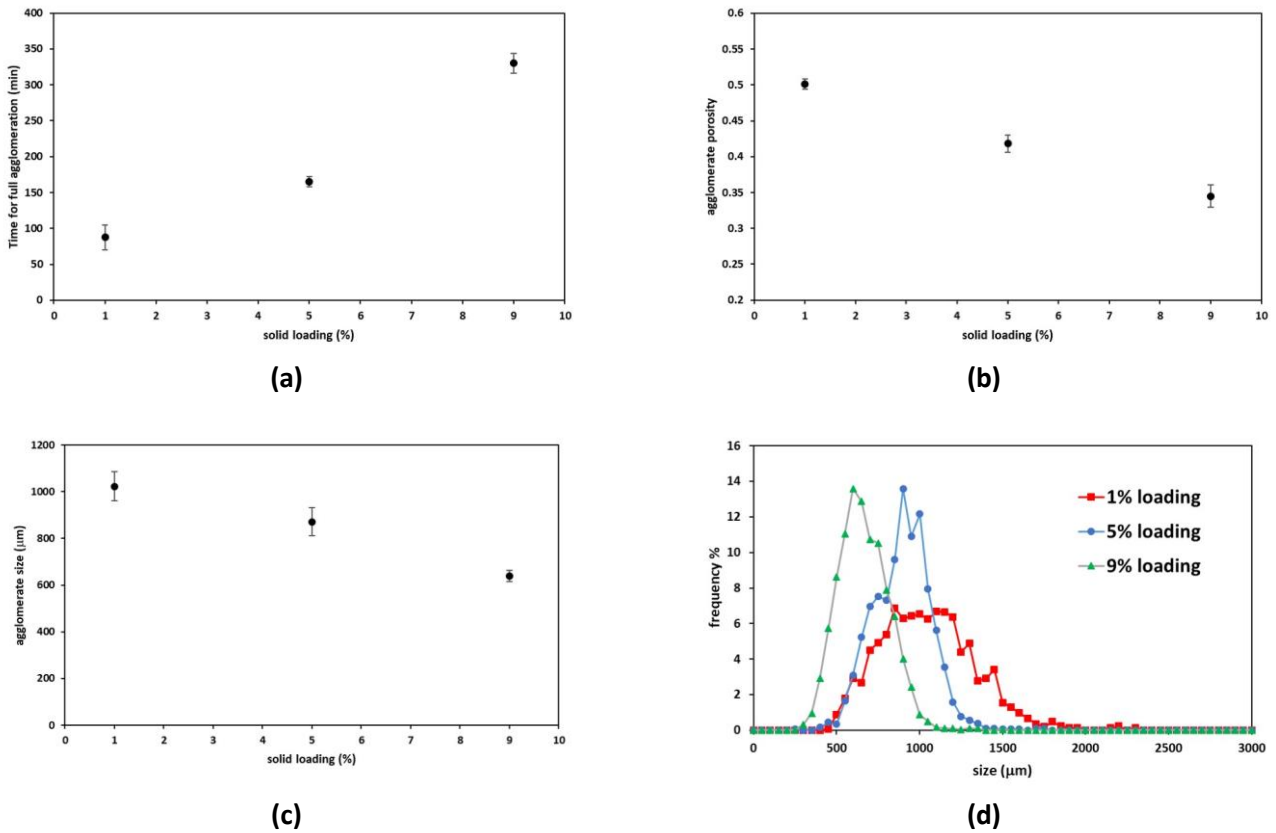 400
350
300
250
200
150
100
50
0
Time for full agglomeration (min)
0 1 2 3 4 5 6 7 8 9 10
solid loading (%)
(a)
0.6
0.55
0.5
0.45
0.4
0.35
0.3
0.25
0.2
agglomerate porosity
0 1 2 3 4 5 6 7 8 9 10
solid loading (%)
(b)
1200
1000
800
600
400
200
0
agglomerate size (μm)
0 1 2 3 4 5 6 7 8 9 10
solid loading (%)
(c)
16
14
12
10
8
6
4
2
0
frequency %
1% loading
5% loading
9% loading
0 500 1000 1500 2000 2500 3000
size (μm)
(d)